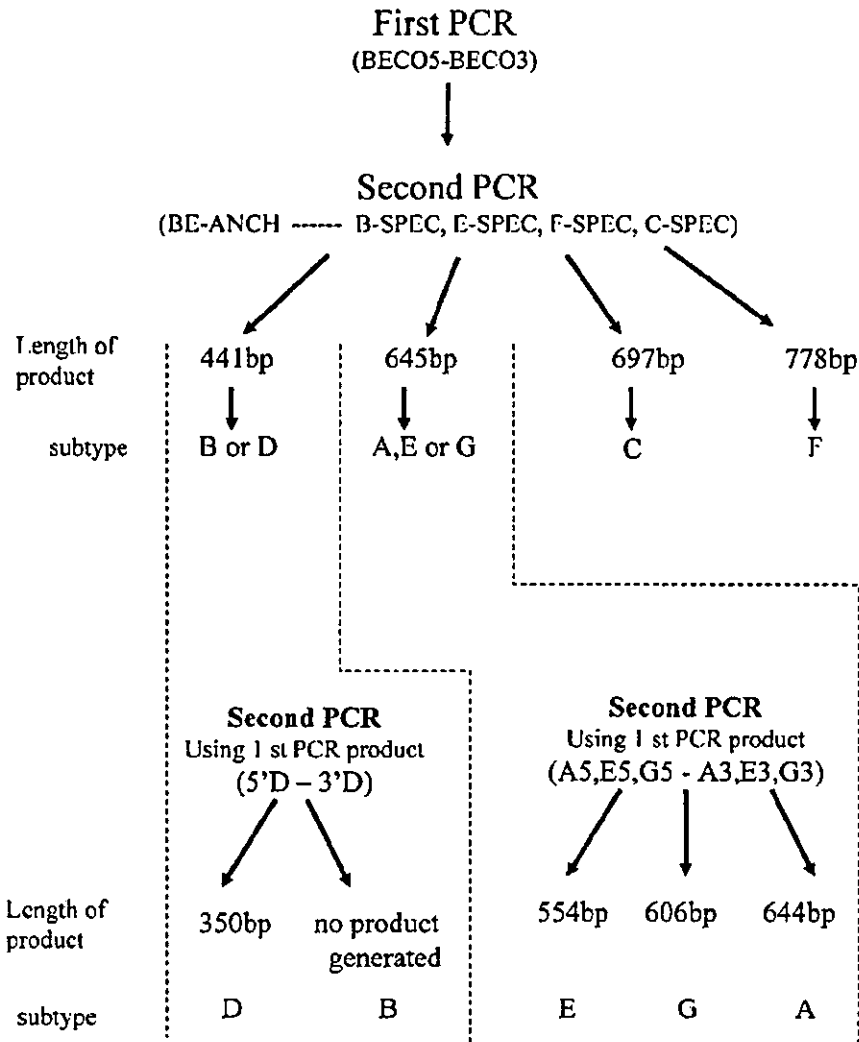 First PCR
(BECO5-BECO3)
Second PCR
(BE-ANCH ------ B-SPEC, E-SPEC, F-SPEC, C-SPEC)
Length of
product
441bp 645bp 697bp 778bp
subtype B or D A,E or G C F
Second PCR
Using 1 st PCR product
(5'D – 3'D)
Second PCR
Using 1 st PCR product
(A5,E5,G5 - A3,E3,G3)
Length of
product
350bp no product
generated
554bp 606bp 644bp
subtype D B E G A